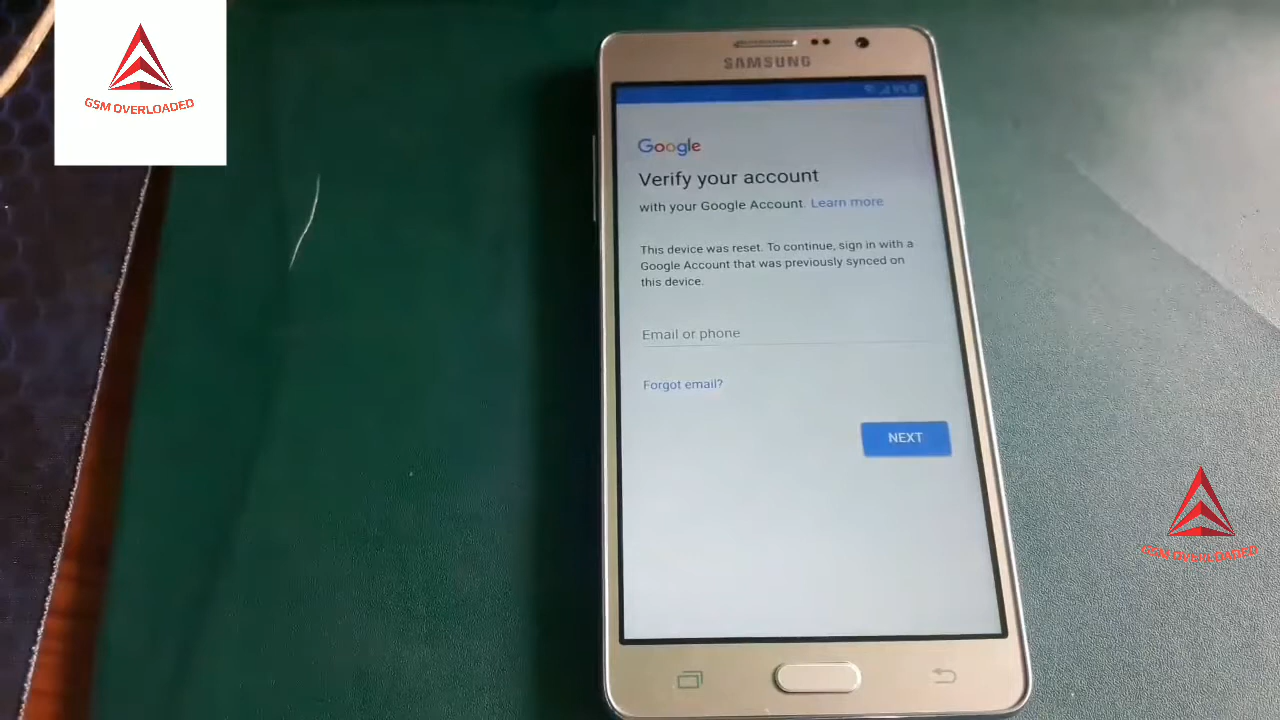 GSM OVERLOADED
SAMSUNG
Google
Verify your account
with your Google Account. Learn more
This device was reset. To continue, sign in with a
Google Account that was previously synced on
this device.
Email or phone
Forgot email?
NEXT
GSM OVERLOADED